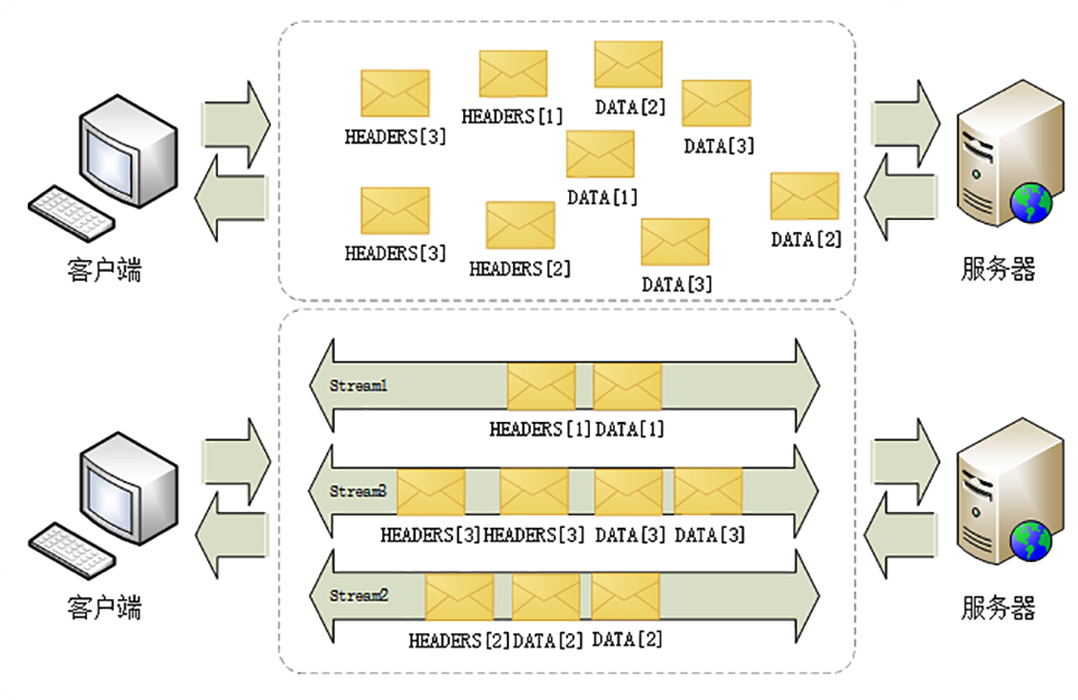 HEADERS[3]
HEADERS[1]
DATA[2]
DATA[3]
DATA[1]
HEADERS[3]
HEADERS[2]
DATA[3]
DATA[2]
客户端
服务器
Stream1
HEADERS[1] DATA[1]
Stream3
HEADERS[3] HEADERS[3] DATA[3] DATA[3]
Stream2
HEADERS[2] DATA[2] DATA[2]
客户端
服务器